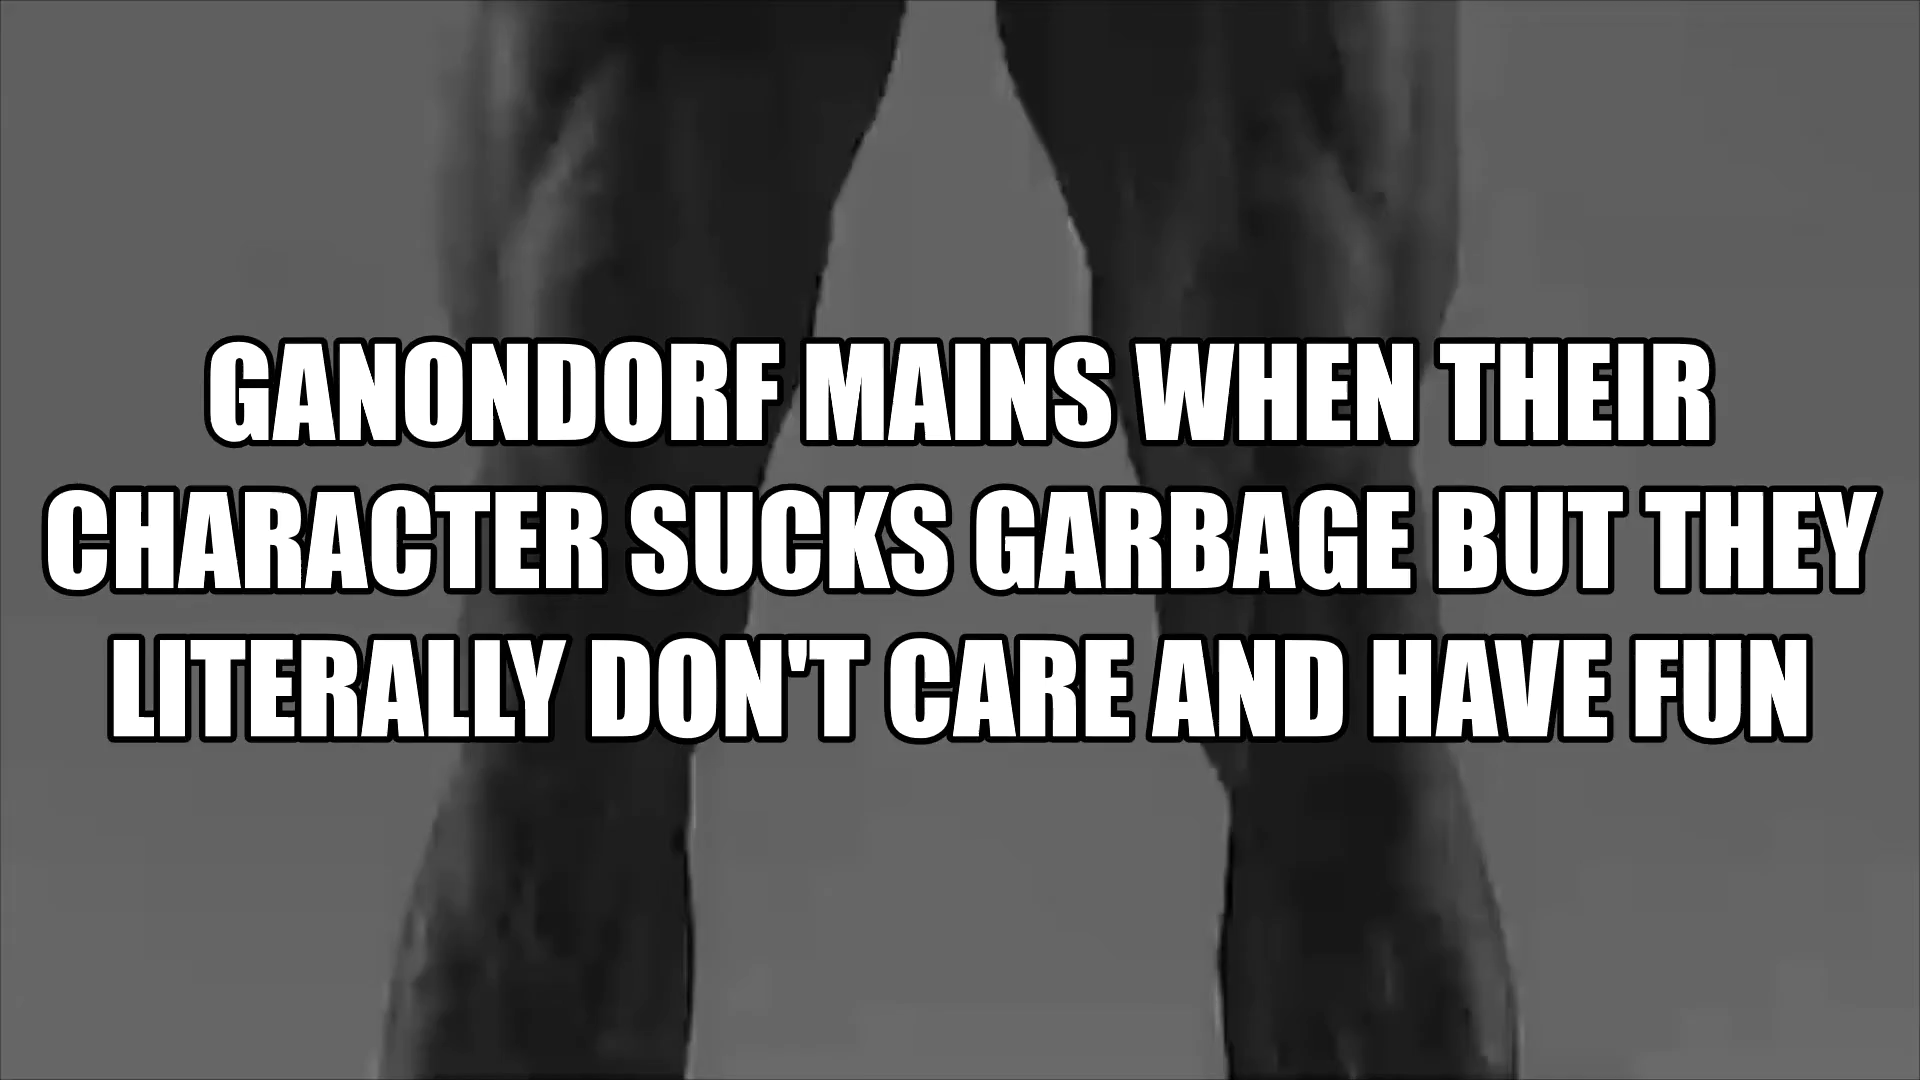 GANONDORF MAINS WHEN THEIR
CHARACTER SUCKS GARBAGE BUT THEY
LITERALLY DON'T CARE AND HAVE FUN